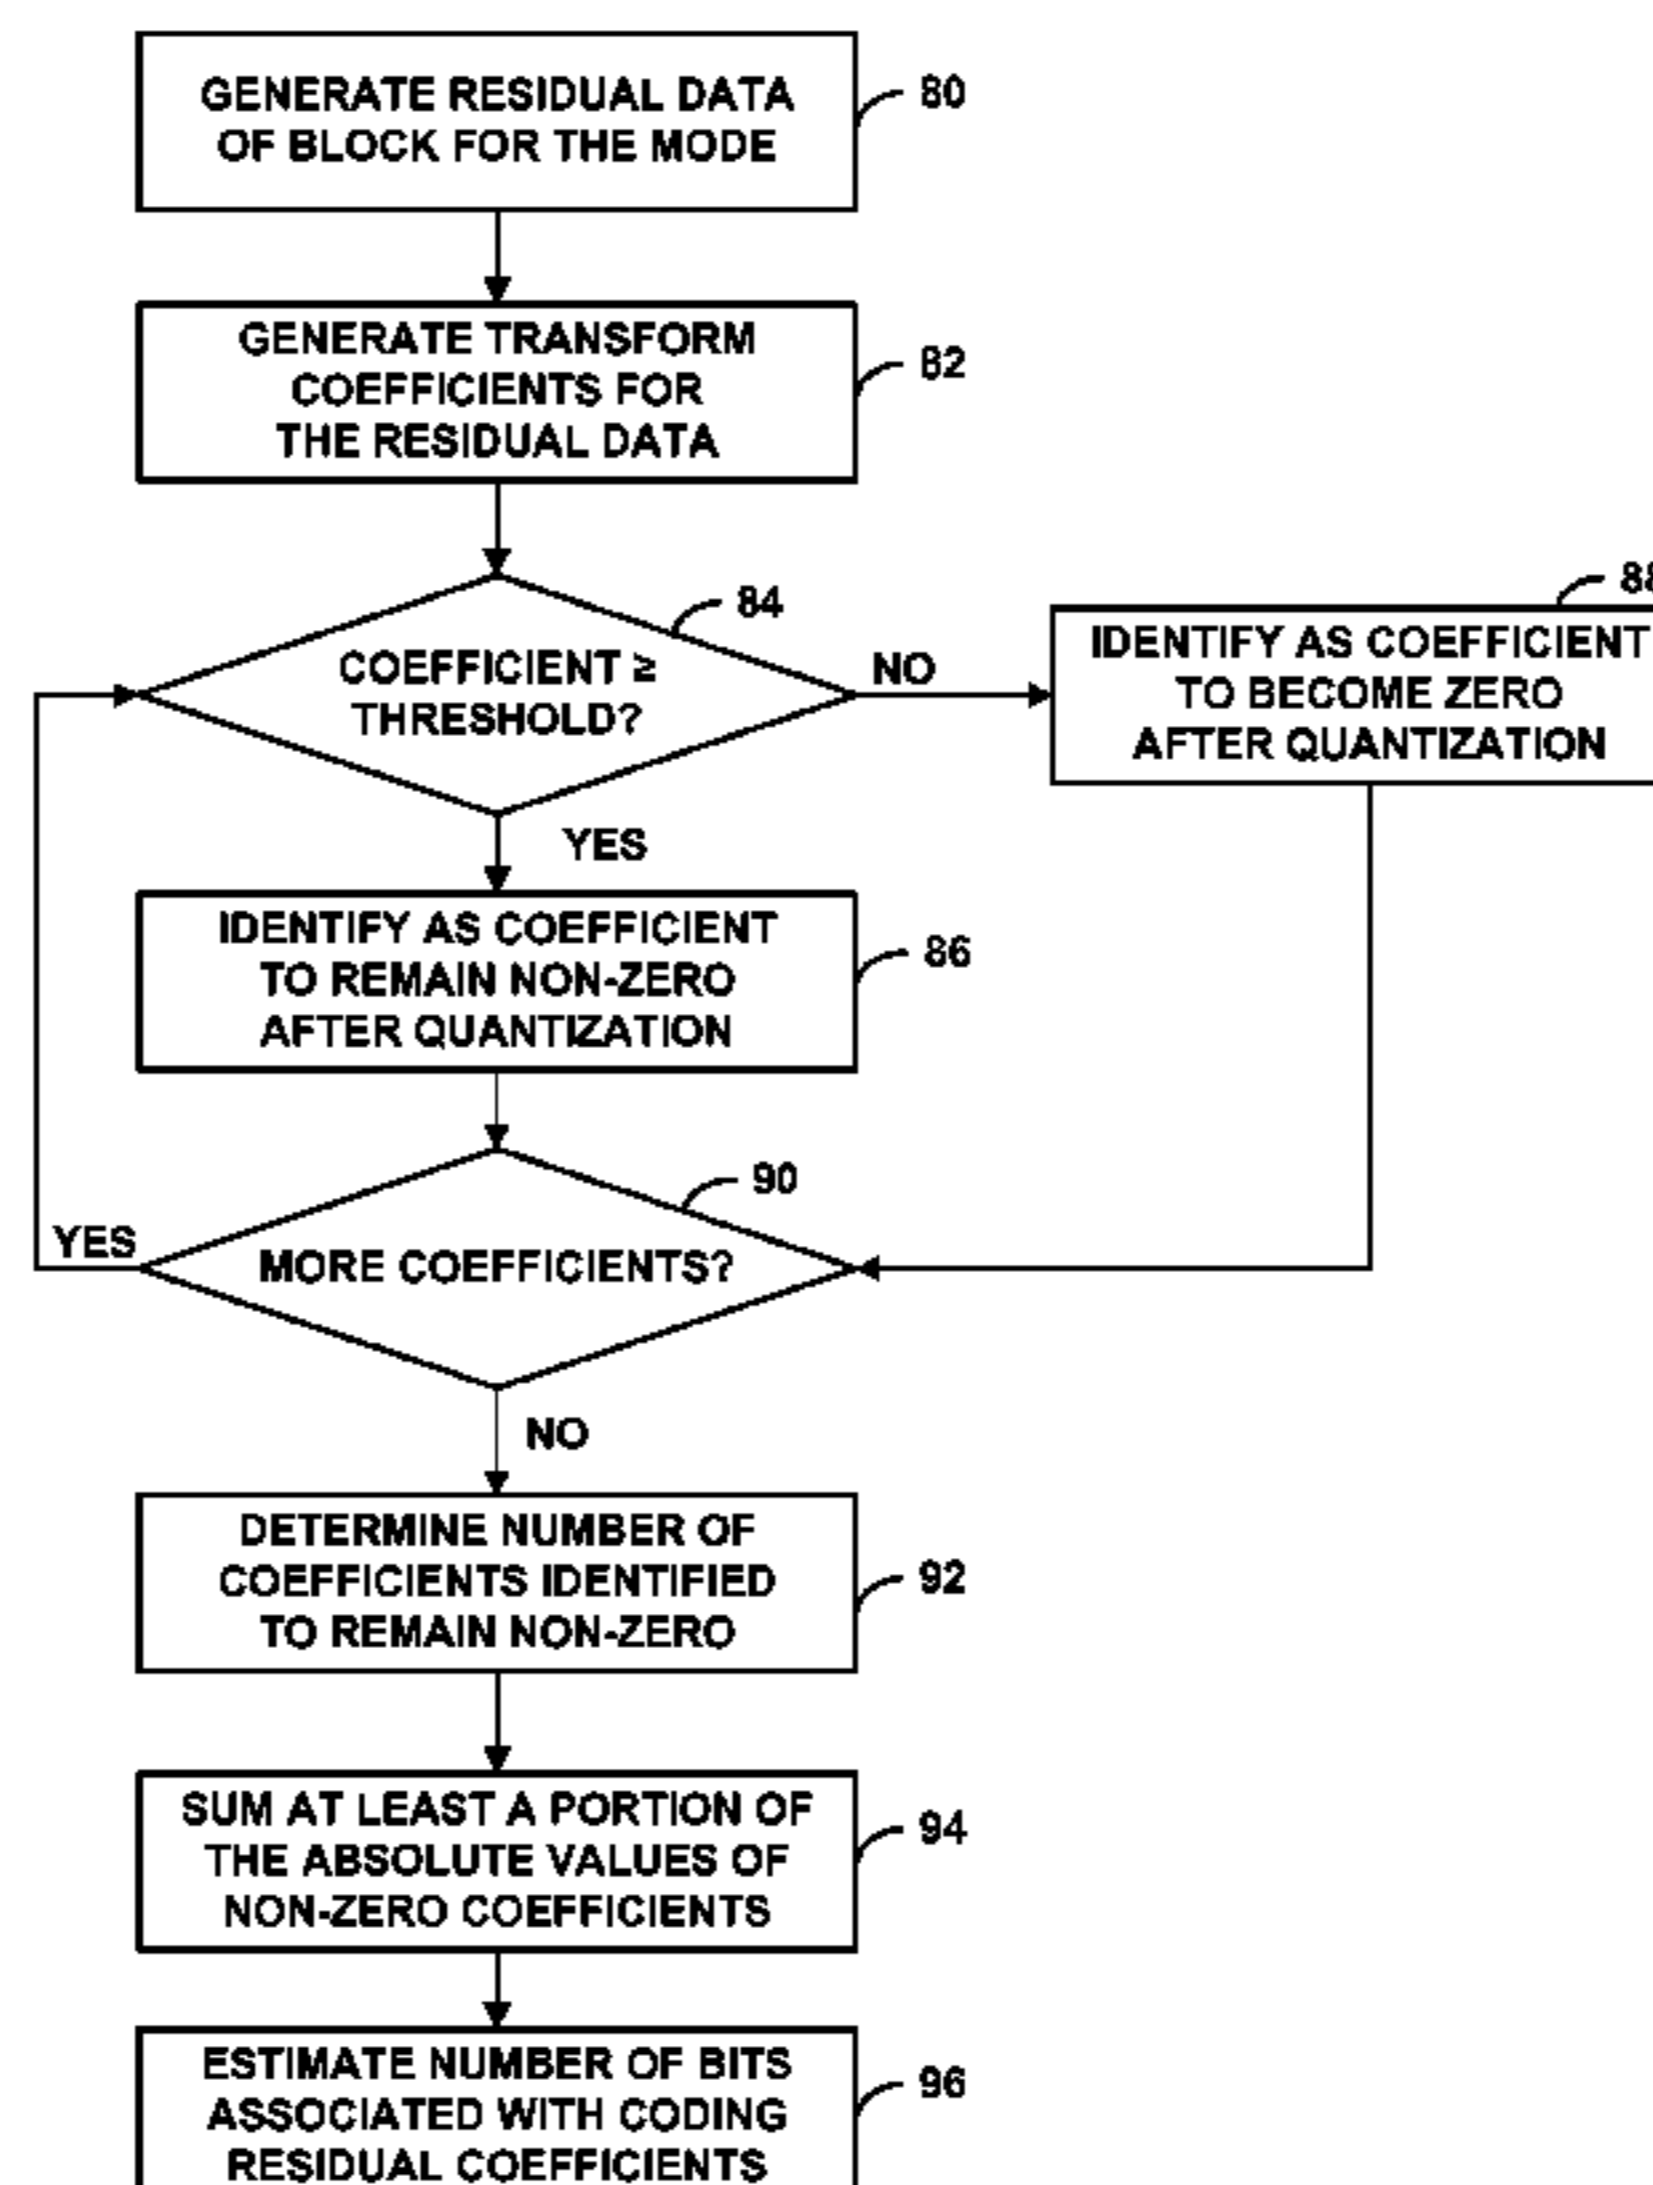 GENERATE RESIDUAL DATA
OF BLOCK FOR THE MODE
80
GENERATE TRANSFORM
COEFFICIENTS FOR
THE RESIDUAL DATA
82
COEFFICIENT ≥
THRESHOLD?
84
NO
88
IDENTIFY AS COEFFICIENT
TO BECOME ZERO
AFTER QUANTIZATION
YES
IDENTIFY AS COEFFICIENT
TO REMAIN NON-ZERO
AFTER QUANTIZATION
86
MORE COEFFICIENTS?
90
YES
NO
DETERMINE NUMBER OF
COEFFICIENTS IDENTIFIED
TO REMAIN NON-ZERO
92
SUM AT LEAST A PORTION OF
THE ABSOLUTE VALUES OF
NON-ZERO COEFFICIENTS
94
ESTIMATE NUMBER OF BITS
ASSOCIATED WITH CODING
RESIDUAL COEFFICIENTS
96